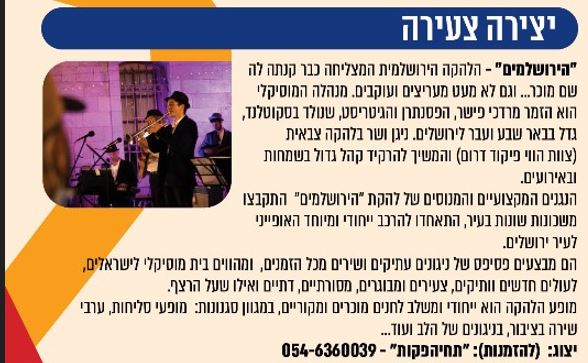 יצירה צעירה
"הירושלמים" - הלהקה הירושלמית המצליחה כבר קנתה לה
שם מוכר... וגם לא מעט מעריצים ועוקבים. מנהלה המוסיקלי
הוא הזמר מרדכי פישר, הפסנתרן והגיטריסט, שנולד בסקוטלנד,
גדל בבאר שבע ועבר לירושלים. ניגן ושר בלהקה צבאית
(צוות הווי פיקוד דרום) והמשיך להרקיד קהל גדול בשמחות
ובאירועים.
הנגנים המקצועיים והמנוסים של להקת "הירושלמים" התקבצו
משכונות שונות בעיר, התאחדו להרכב ייחודי ומיוחד האופייני
לעיר ירושלים.
הם מבצעים פסיפס של ניגונים עתיקים ושירים מכל הזמנים, ומהווים בית מוסיקלי לישראלים,
לעולים חדשים וותיקים, צעירים ומבוגרים, מסורתיים, דתיים ואילו שעל הרצף.
מופע הלהקה הוא ייחודי ומשלב לחנים מוכרים ומקוריים, במגוון סגנונות: מופעי סליחות, ערבי
שירה בציבור, בניגונים של הלב ועוד...
יצוג: (להזמנות): "תחיהפקות" - 054-6360039